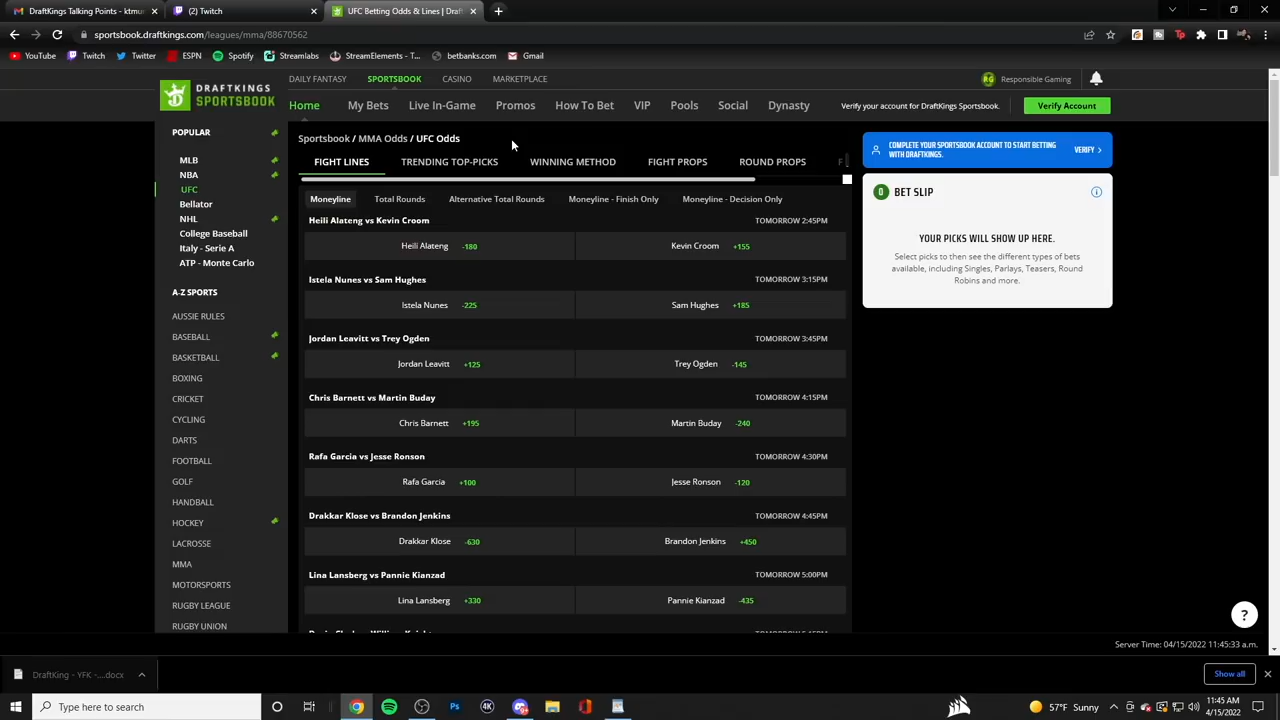 DraftKings Talking Points - ktmur
Twitch
UFC Betting Odds & Lines | Draft
sportsbook.draftkings.com/leagues/mma/88670562
YouTube
Twitch
Twitter
ESPN
Spotify
Streamlabs
StreamElements - T...
betbanks.com
Gmail
DAILY FANTASY
SPORTSBOOK
CASINO
MARKETPLACE
RG Responsible Gaming
DRAFTKINGS
SPORTSBOOK
Home
My Bets
Live In-Game
Promos
How To Bet
VIP
Pools
Social
Dynasty
Verify your account for DraftKings Sportsbook.
Verify Account
POPULAR
MLB
NBA
UFC
Bellator
NHL
College Baseball
Italy - Serie A
ATP - Monte Carlo
A-Z SPORTS
AUSSIE RULES
BASEBALL
BASKETBALL
BOXING
CRICKET
CYCLING
DARTS
FOOTBALL
GOLF
HANDBALL
HOCKEY
LACROSSE
MMA
MOTORSPORTS
RUGBY LEAGUE
RUGBY UNION
Sportsbook / MMA Odds / UFC Odds
FIGHT LINES
TRENDING TOP-PICKS
WINNING METHOD
FIGHT PROPS
ROUND PROPS
Moneyline
Total Rounds
Alternative Total Rounds
Moneyline - Finish Only
Moneyline - Decision Only
Heili Alateng vs Kevin Croom TOMORROW 2:45PM
Heili Alateng -180 Kevin Croom +155
Istela Nunes vs Sam Hughes TOMORROW 3:15PM
Istela Nunes -225 Sam Hughes +185
Jordan Leavitt vs Trey Ogden TOMORROW 3:45PM
Jordan Leavitt +125 Trey Ogden -145
Chris Barnett vs Martin Buday TOMORROW 4:15PM
Chris Barnett +195 Martin Buday -240
Rafa Garcia vs Jesse Ronson TOMORROW 4:30PM
Rafa Garcia +100 Jesse Ronson -120
Drakkar Klose vs Brandon Jenkins TOMORROW 4:45PM
Drakkar Klose -630 Brandon Jenkins +450
Lina Lansberg vs Pannie Kianzad TOMORROW 5:00PM
Lina Lansberg +330 Pannie Kianzad -435
COMPLETE YOUR SPORTSBOOK ACCOUNT TO START BETTING
WITH DRAFTKINGS.
VERIFY
0 BET SLIP
YOUR PICKS WILL SHOW UP HERE.
Select picks to then see the different types of bets
available, including Singles, Parlays, Teasers, Round
Robins and more.
?
Server Time: 04/15/2022 11:45:33 a.m.
DraftKing - YFK -....docx
Show all
Type here to search
4K
57°F Sunny
11:45 AM
4/15/2022